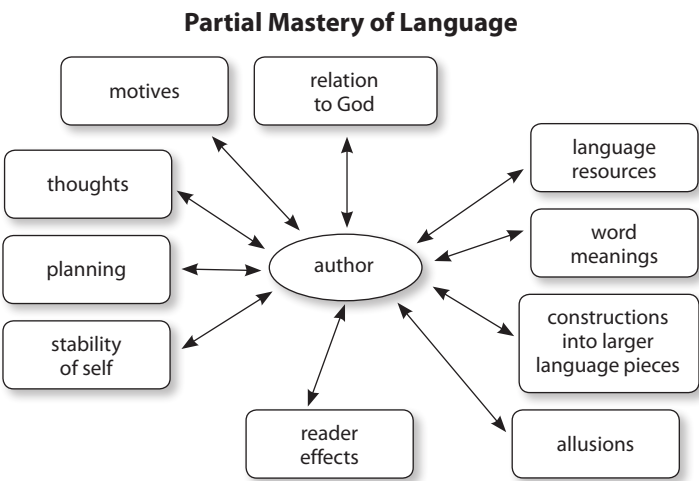 Partial Mastery of Language
motives
relation
to God
thoughts
language
resources
planning
author
word
meanings
stability
of self
constructions
into larger
language pieces
reader
effects
allusions